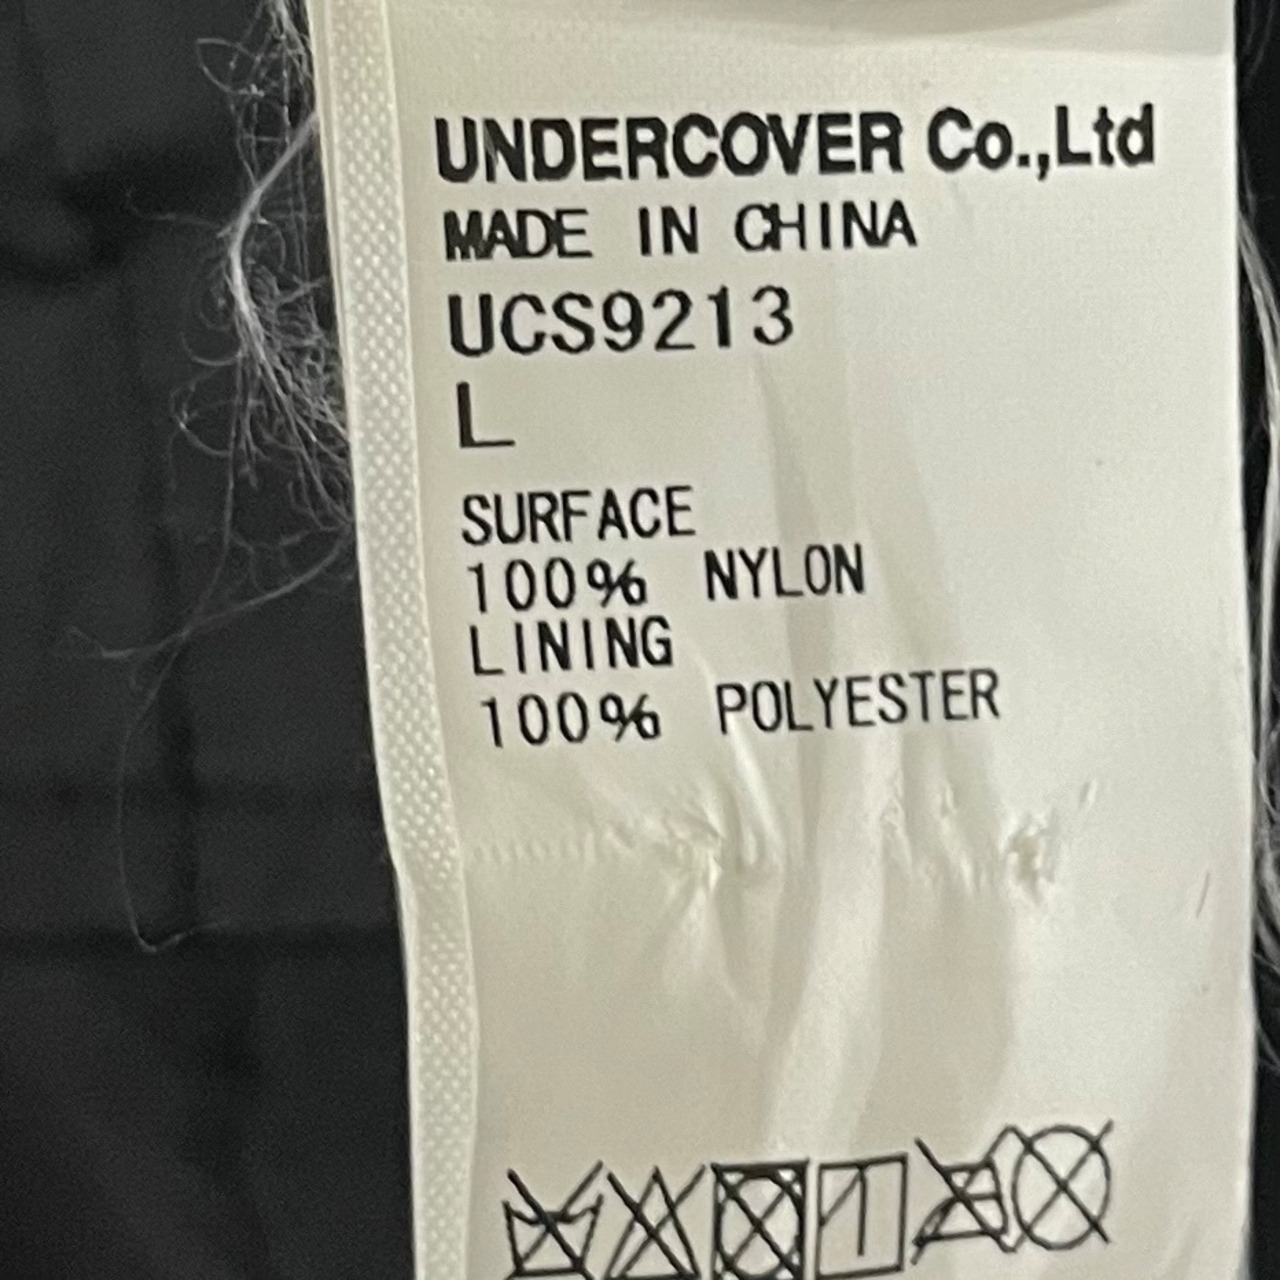 UNDERCOVER Co.,Ltd
MADE IN CHINA
UCS9213
L
SURFACE
100% NYLON
LINING
100% POLYESTER